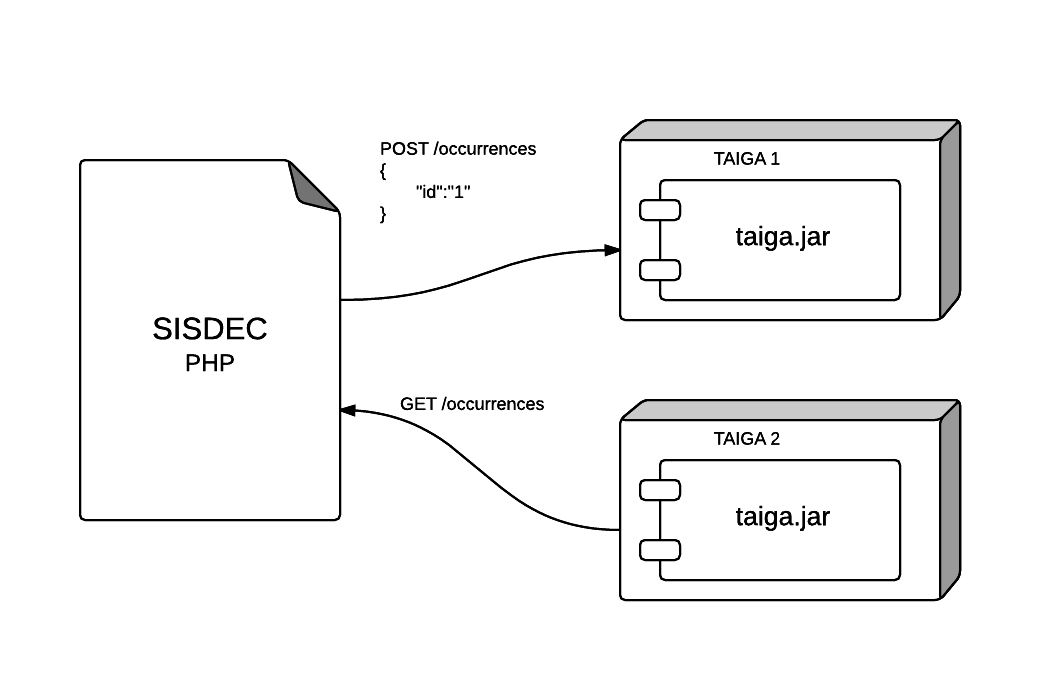 POST /occurrences
{
"id":"1"
}
TAIGA 1
taiga.jar
SISDEC
PHP
GET /occurrences
TAIGA 2
taiga.jar